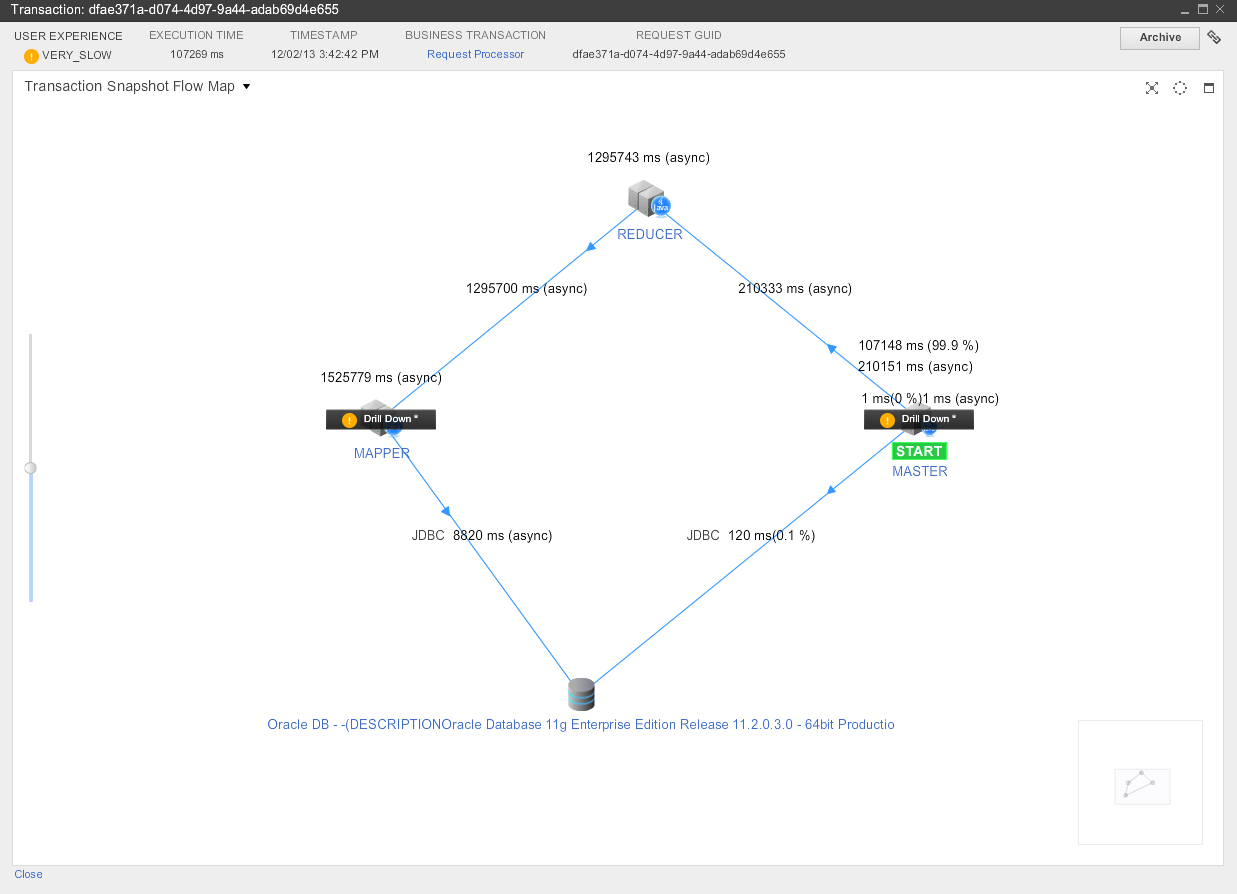 Transaction: dfae371a-d074-4d97-9a44-adab69d4e655
USER EXPERIENCE EXECUTION TIME TIMESTAMP BUSINESS TRANSACTION REQUEST GUID
! VERY_SLOW 107269 ms 12/02/13 3:42:42 PM Request Processor dfae371a-d074-4d97-9a44-adab69d4e655
Archive
Transaction Snapshot Flow Map
1295743 ms (async)
Java
REDUCER
1295700 ms (async) 210333 ms (async)
107148 ms (99.9 %)
210151 ms (async)
1525779 ms (async)
1 ms(0 %)1 ms (async)
! Drill Down * ! Drill Down *
MAPPER START
MASTER
JDBC 8820 ms (async) JDBC 120 ms(0.1 %)
Oracle DB - -(DESCRIPTIONOracle Database 11g Enterprise Edition Release 11.2.0.3.0 - 64bit Productio
Close